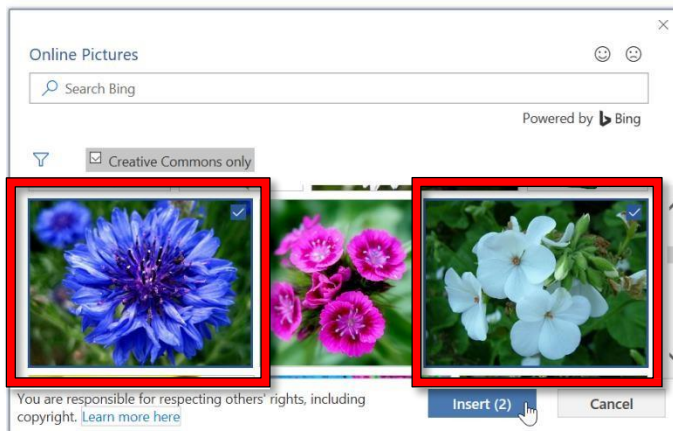 Online Pictures
Search Bing
Powered by Bing
Creative Commons only
You are responsible for respecting others' rights, including
copyright. Learn more here
Insert (2)
Cancel